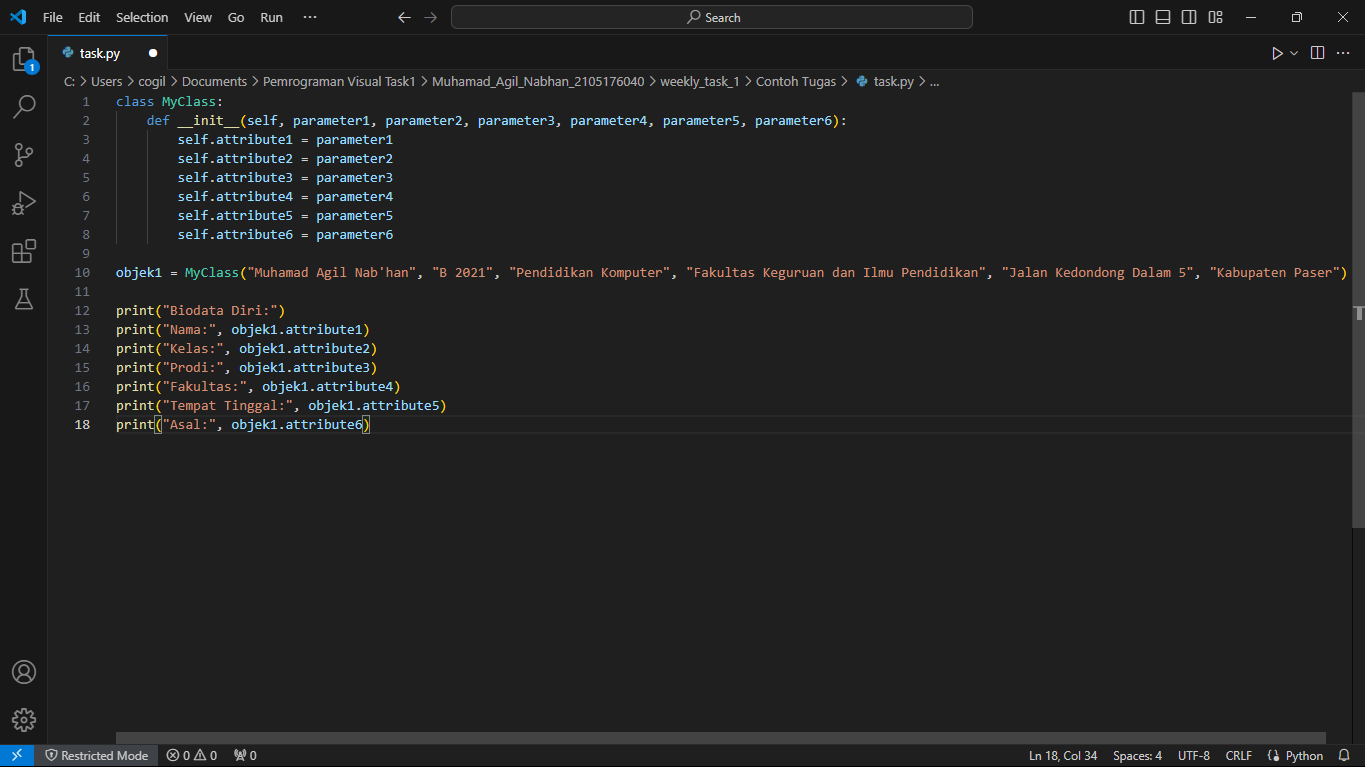 File Edit Selection View Go Run ··· Search
task.py
C: > Users > cogil > Documents > Pemrograman Visual Task1 > Muhamad_Agil_Nabhan_2105176040 > weekly_task_1 > Contoh Tugas > task.py > ...
1
1 class MyClass:
2     def __init__(self, parameter1, parameter2, parameter3, parameter4, parameter5, parameter6):
3         self.attribute1 = parameter1
4         self.attribute2 = parameter2
5         self.attribute3 = parameter3
6         self.attribute4 = parameter4
7         self.attribute5 = parameter5
8         self.attribute6 = parameter6
9
10 objek1 = MyClass("Muhamad Agil Nab'han", "B 2021", "Pendidikan Komputer", "Fakultas Keguruan dan Ilmu Pendidikan", "Jalan Kedondong Dalam 5", "Kabupaten Paser")
11
12 print("Biodata Diri:")
13 print("Nama:", objek1.attribute1)
14 print("Kelas:", objek1.attribute2)
15 print("Prodi:", objek1.attribute3)
16 print("Fakultas:", objek1.attribute4)
17 print("Tempat Tinggal:", objek1.attribute5)
18 print("Asal:", objek1.attribute6)
Restricted Mode 0 0 0 Ln 18, Col 34 Spaces: 4 UTF-8 CRLF Python